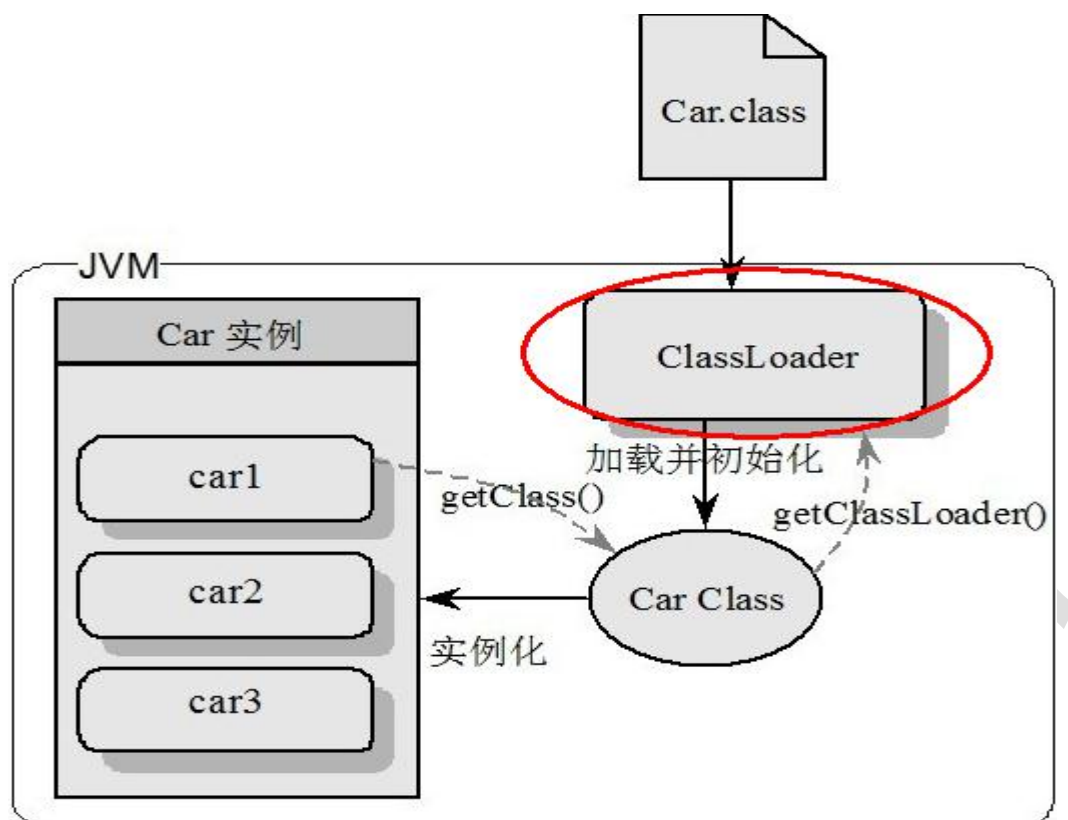 Car.class
JVM
Car 实例
ClassLoader
加载并初始化
car1
getClass()
getClassLoader()
car2
Car Class
实例化
car3